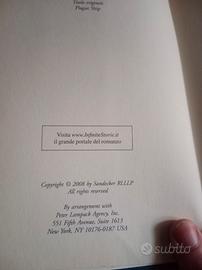 Titolo originale
Plague Ship
Visita www.InfiniteStorie.it
il grande portale del romanzo
Copyright © 2008 by Sandecker RLLLP
All rights reserved
By arrangement with
Peter Lampack Agency, Inc.
551 Fifth Avenue, Suite 1613
New York, NY 10176-0187 USA
subito